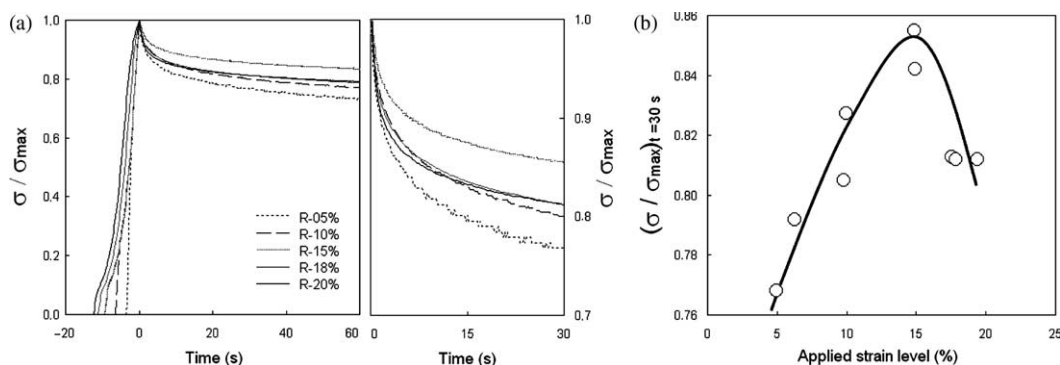 (a)
1.0
0.8
0.6
0.4
0.2
0.0
σ / σmax
R-05%
R-10%
R-15%
R-18%
R-20%
-20 0 20 40 60
Time (s)
1.0
0.9
0.8
0.7
σ / σmax
0 15 30
Time (s)
(b)
0.86
0.84
0.82
0.80
0.78
0.76
(σ / σmax)t =30 s
0 5 10 15 20
Applied strain level (%)